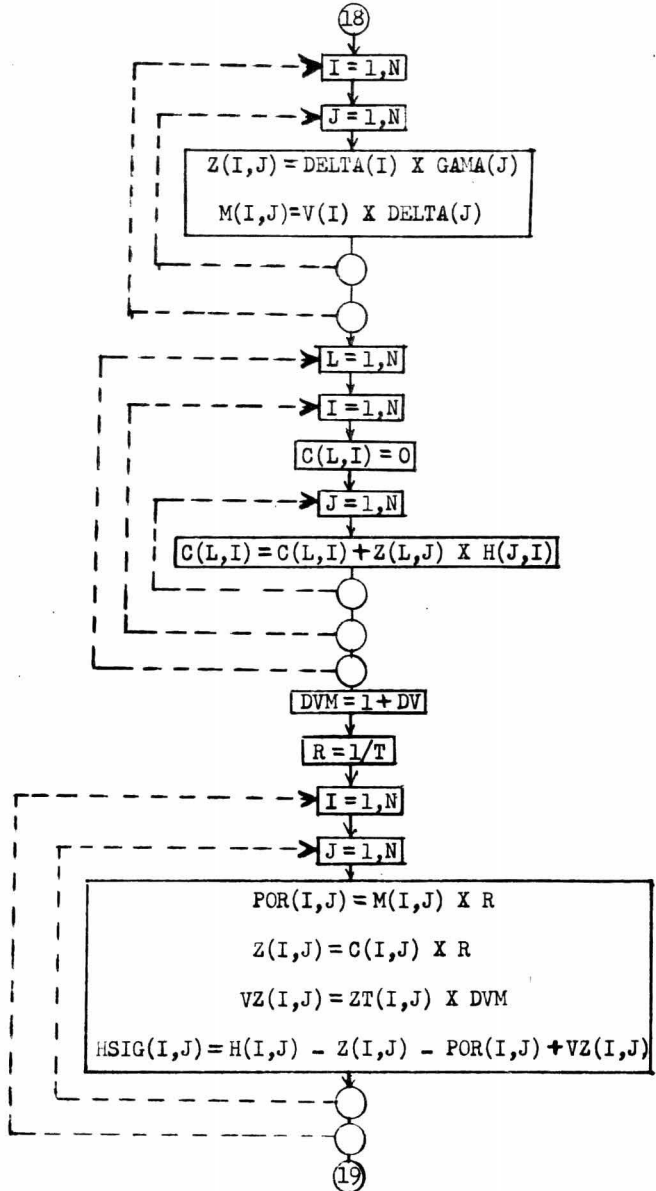 18
I=1,N
J=1,N
Z(I,J)=DELTA(I) X GAMA(J)
M(I,J)=V(I) X DELTA(J)
L=1,N
I=1,N
C(L,I)=0
J=1,N
C(L,I)=C(L,I)+Z(L,J) X H(J,I)
DVM=1+DV
R=1/T
I=1,N
J=1,N
POR(I,J)=M(I,J) X R
Z(I,J)=C(I,J) X R
VZ(I,J)=ZT(I,J) X DVM
HSIG(I,J)=H(I,J) - Z(I,J) - POR(I,J)+VZ(I,J)
19